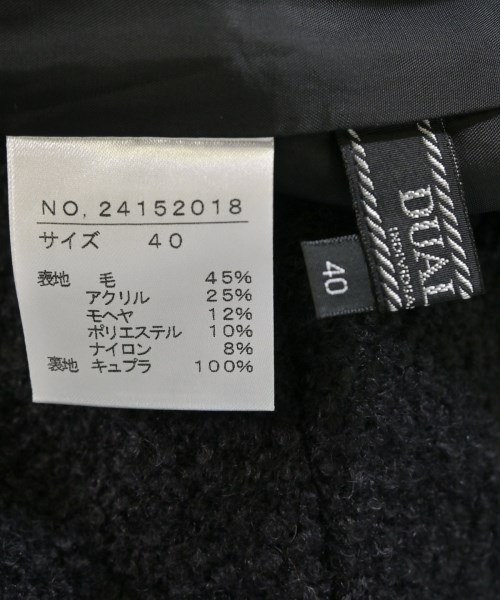 NO, 24152018
サイズ 40
表地 毛 45%
アクリル 25%
モヘヤ 12%
ポリエステル 10%
ナイロン 8%
裏地 キュプラ 100%
40
DUAL